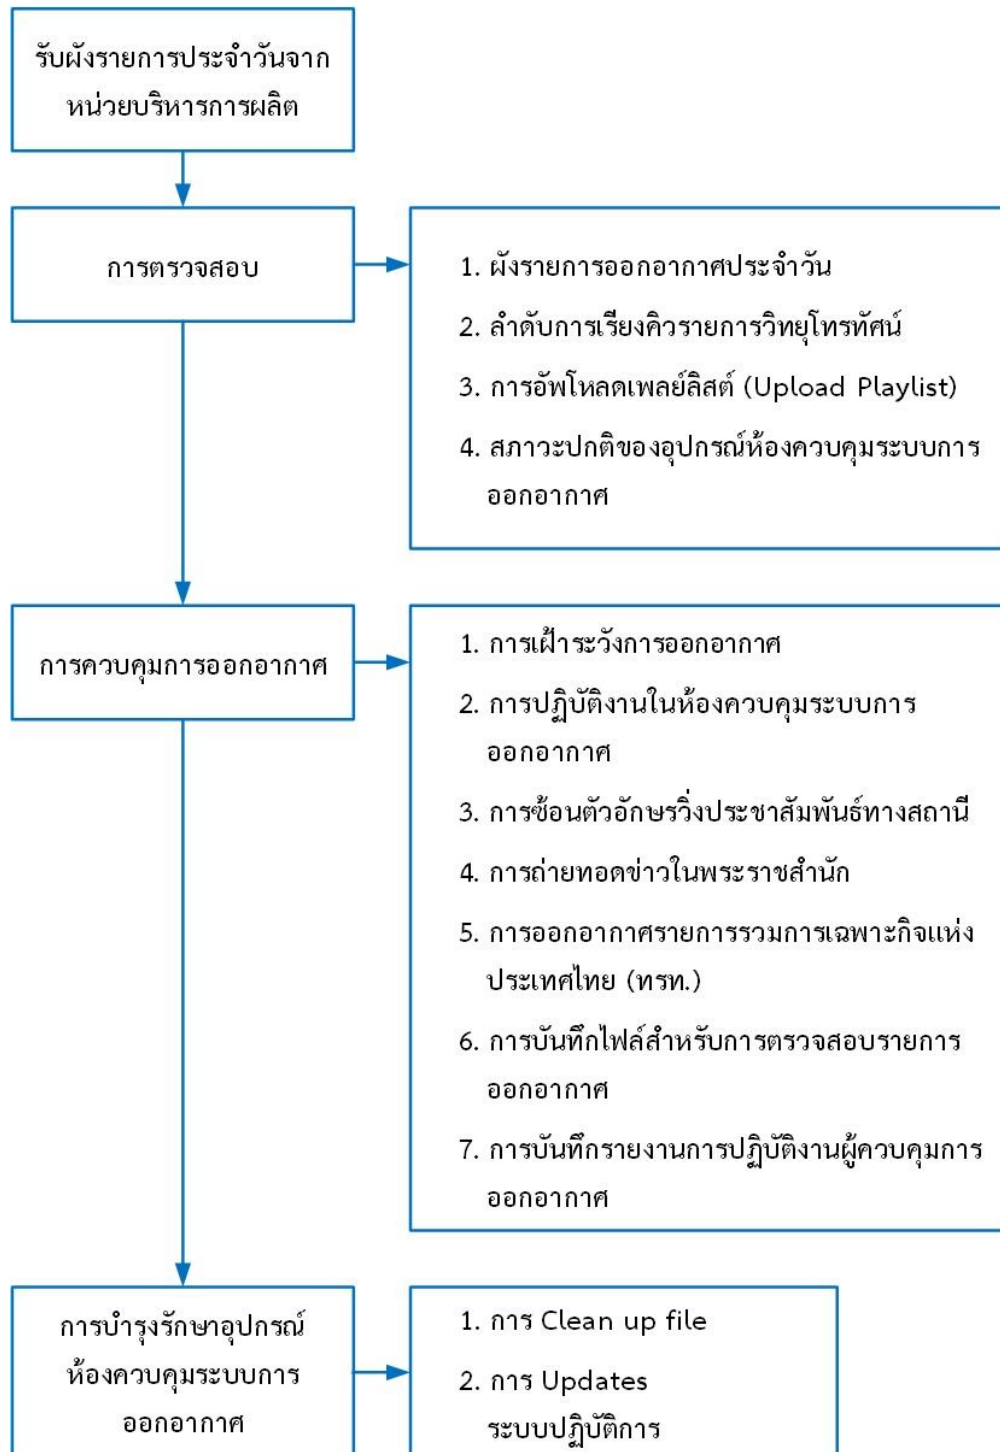 รับผังรายการประจำวันจาก
หน่วยบริหารการผลิต
การตรวจสอบ
1. ผังรายการออกอากาศประจำวัน
2. ลำดับการเรียงคิวรายการวิทยุโทรทัศน์
3. การอัพโหลดเพลย์ลิสต์ (Upload Playlist)
4. สภาวะปกติของอุปกรณ์ห้องควบคุมระบบการ
ออกอากาศ
การควบคุมการออกอากาศ
1. การเฝ้าระวังการออกอากาศ
2. การปฏิบัติงานในห้องควบคุมระบบการ
ออกอากาศ
3. การซ้อนตัวอักษรวิ่งประชาสัมพันธ์ทางสถานี
4. การถ่ายทอดข่าวในพระราชสำนัก
5. การออกอากาศรายการรวมการเฉพาะกิจแห่ง
ประเทศไทย (ทรท.)
6. การบันทึกไฟล์สำหรับการตรวจสอบรายการ
ออกอากาศ
7. การบันทึกรายงานการปฏิบัติงานผู้ควบคุมการ
ออกอากาศ
การบำรุงรักษาอุปกรณ์
ห้องควบคุมระบบการ
ออกอากาศ
1. การ Clean up file
2. การ Updates
ระบบปฏิบัติการ